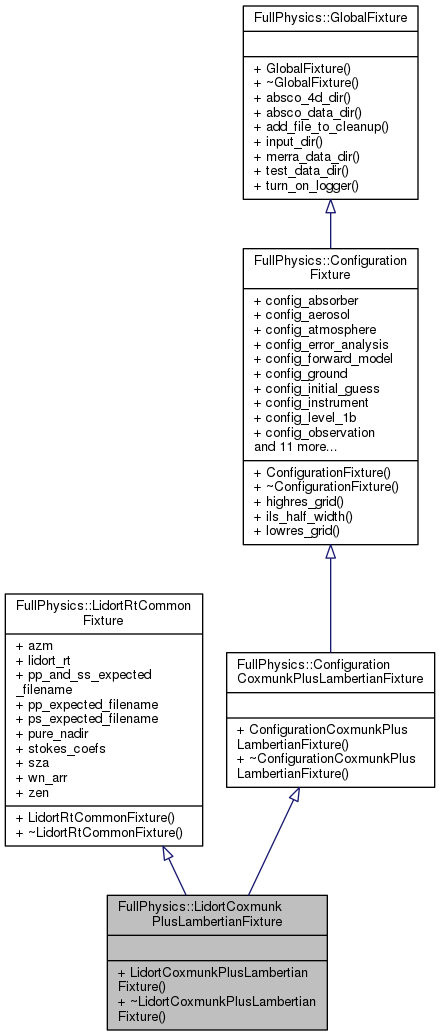 FullPhysics::GlobalFixture
+ GlobalFixture()
+ ~GlobalFixture()
+ absco_4d_dir()
+ absco_data_dir()
+ add_file_to_cleanup()
+ input_dir()
+ merra_data_dir()
+ test_data_dir()
+ turn_on_logger()
FullPhysics::Configuration
Fixture
+ config_absorber
+ config_aerosol
+ config_atmosphere
+ config_error_analysis
+ config_forward_model
+ config_ground
+ config_initial_guess
+ config_instrument
+ config_level_1b
+ config_observation
and 11 more...
+ ConfigurationFixture()
+ ~ConfigurationFixture()
+ highres_grid()
+ ils_half_width()
+ lowres_grid()
FullPhysics::LidortRtCommon
Fixture
+ azm
+ lidort_rt
+ pp_and_ss_expected
_filename
+ pp_expected_filename
+ ps_expected_filename
+ pure_nadir
+ stokes_coefs
+ sza
+ wn_arr
+ zen
+ LidortRtCommonFixture()
+ ~LidortRtCommonFixture()
FullPhysics::Configuration
CoxmunkPlusLambertianFixture
+ ConfigurationCoxmunkPlus
LambertianFixture()
+ ~ConfigurationCoxmunkPlus
LambertianFixture()
FullPhysics::LidortCoxmunk
PlusLambertianFixture
+ LidortCoxmunkPlusLambertian
Fixture()
+ ~LidortCoxmunkPlusLambertian
Fixture()